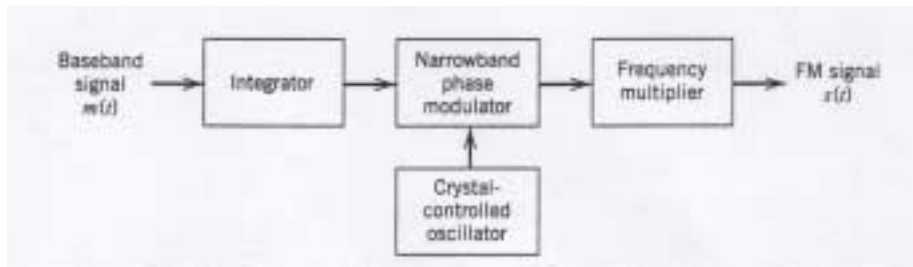 Baseband
signal
m(t)
Integrator
Narrowband
phase
modulator
Frequency
multiplier
FM signal
s(t)
Crystal-
controlled
oscillator